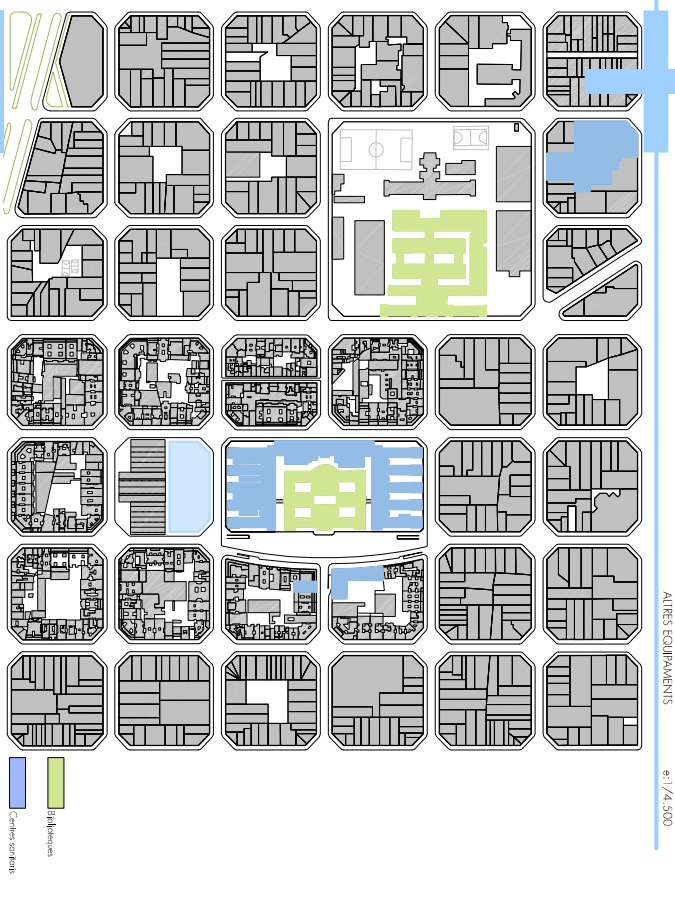 ALTRES EQUIPAMENTS
e:1/4.500
Biblioteques
Centres sanitaris